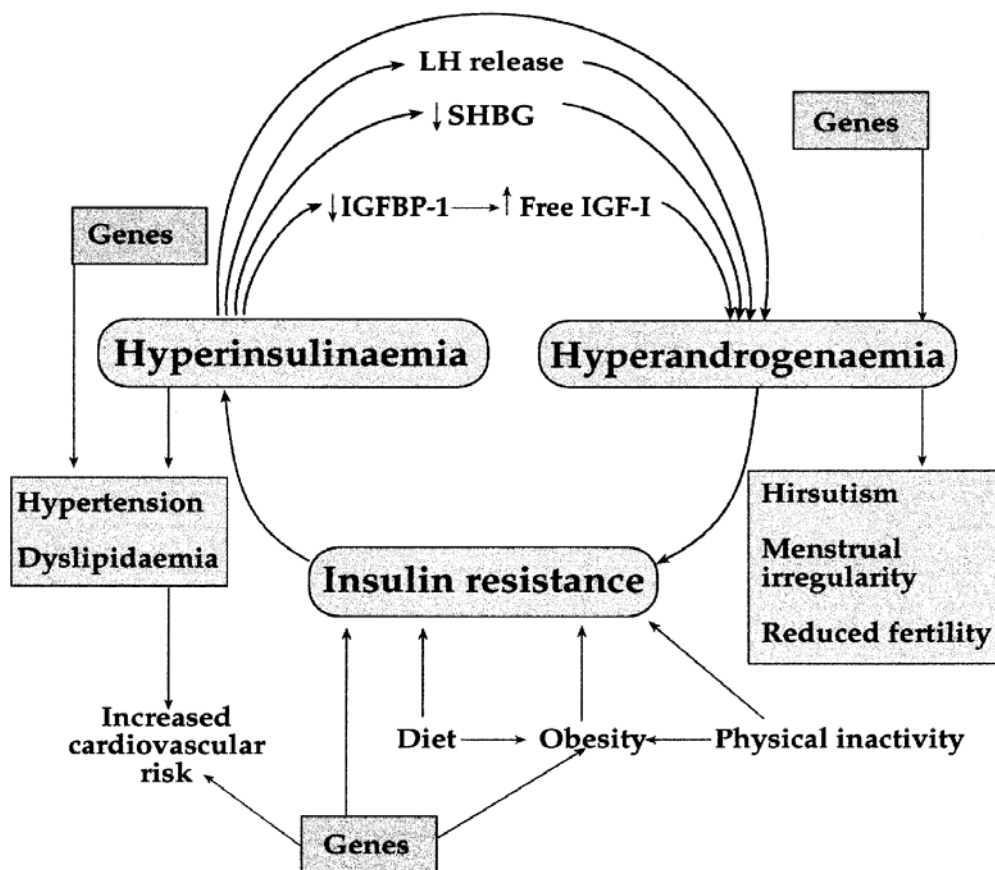 LH release
↓ SHBG
Genes
↓ IGFBP-1 → ↑ Free IGF-I
Genes
Hyperinsulinaemia
Hyperandrogenaemia
Hypertension
Dyslipidaemia
Hirsutism
Menstrual
irregularity
Reduced fertility
Insulin resistance
Increased
cardiovascular
risk
Diet
Obesity
Physical inactivity
Genes